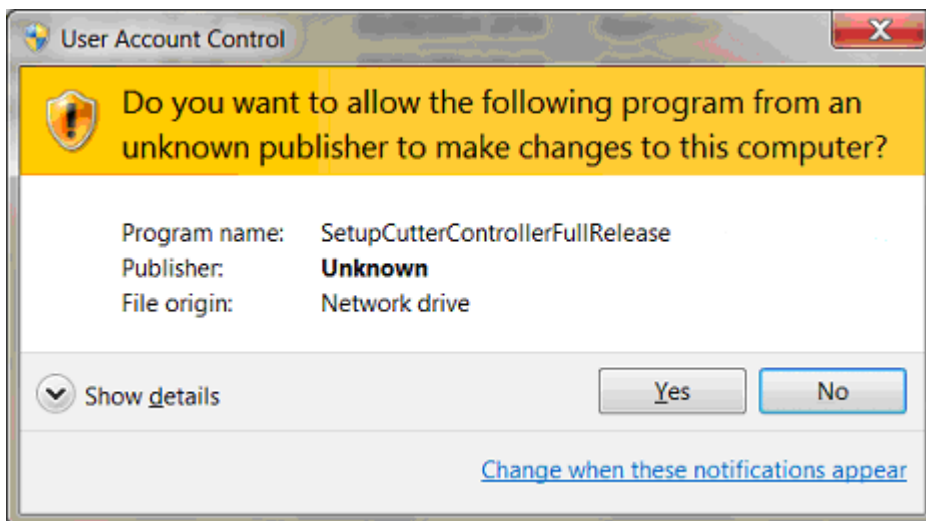 User Account Control
X
Do you want to allow the following program from an
unknown publisher to make changes to this computer?
Program name: SetupCutterControllerFullRelease
Publisher: Unknown
File origin: Network drive
Show details
Yes
No
Change when these notifications appear